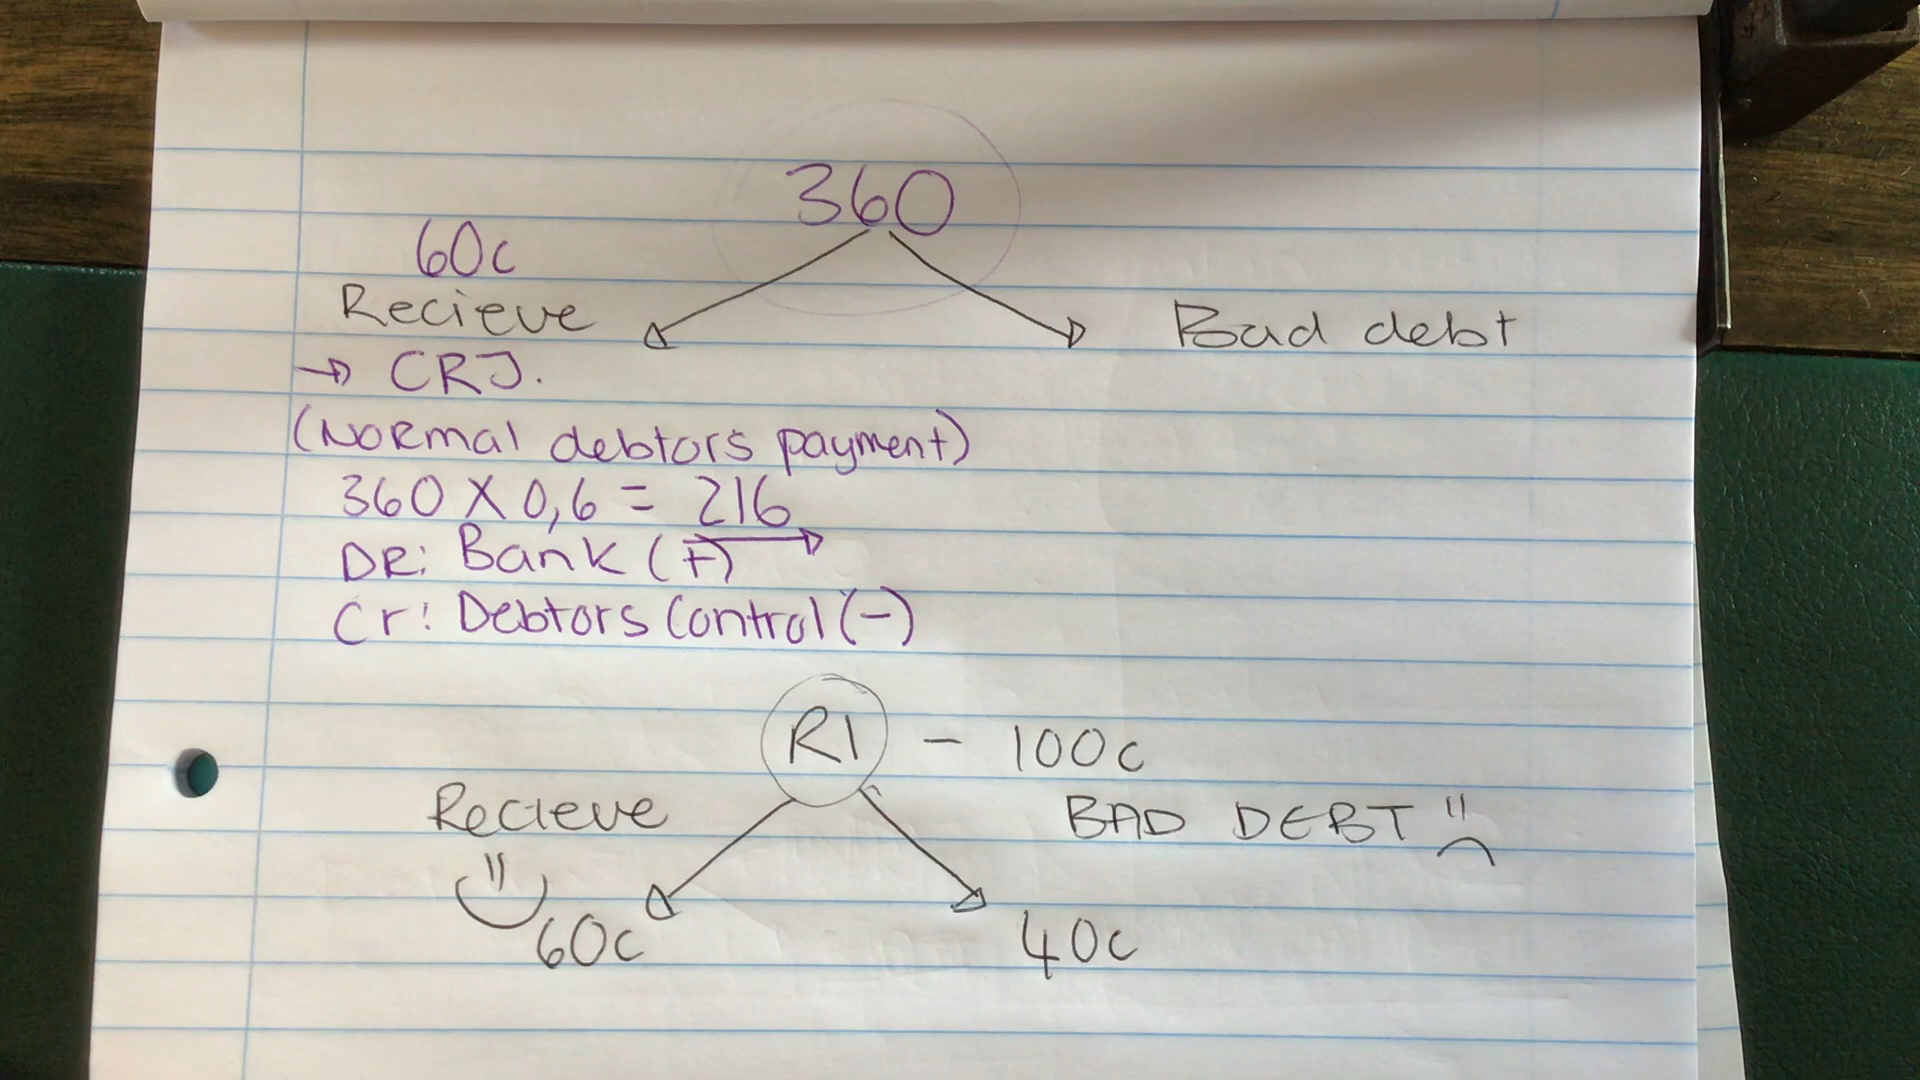 360
60c
Recieve
Bad debt
→ CRJ.
(Normal debtors payment)
360 X 0,6 = 216
DR: Bank (+)
Cr: Debtors Control (-)
R1 - 100c
Recieve
BAD DEBT
60c
40c